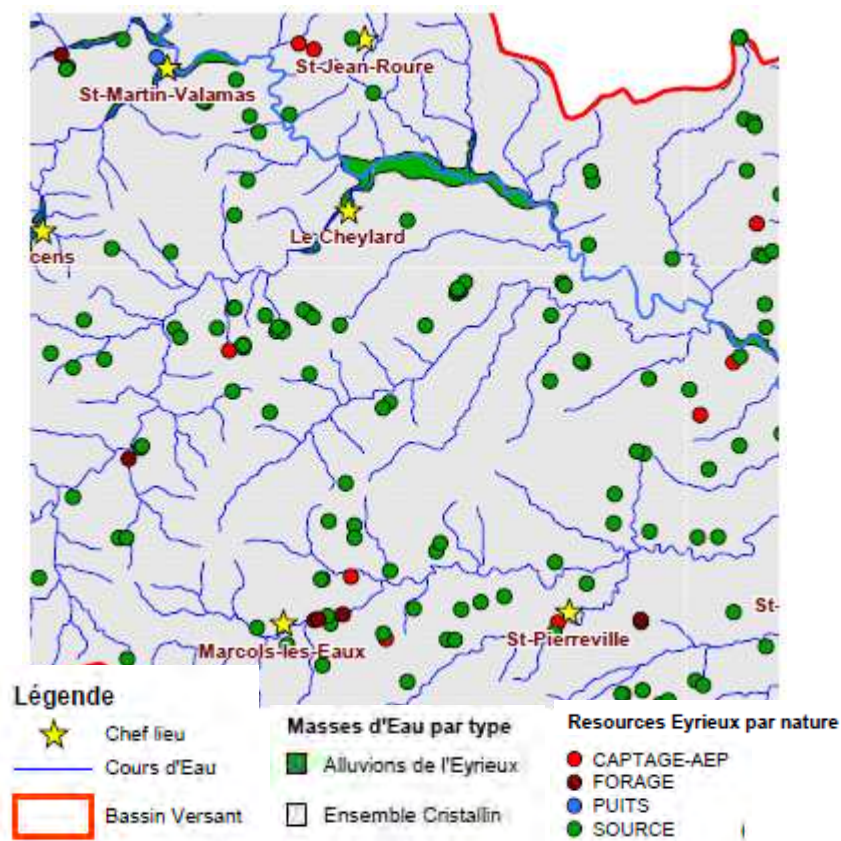 St-Jean-Roure
St-Martin-Valamas
Le Cheylard
cens
St-
St-Pierreville
Marcols-les-Eaux
Légende
Chef lieu
Cours d'Eau
Bassin Versant
Masses d'Eau par type
Alluvions de l'Eyrieux
Ensemble Cristallin
Resources Eyrieux par nature
CAPTAGE-AEP
FORAGE
PUITS
SOURCE